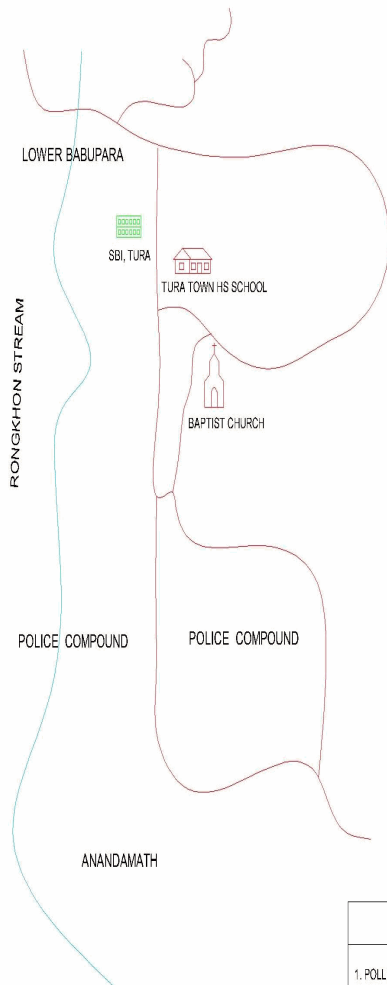 LOWER BABUPARA
SBI, TURA
TURA TOWN HS SCHOOL
RONGKHON STREAM
BAPTIST CHURCH
POLICE COMPOUND
POLICE COMPOUND
ANANDAMATH
1. POLL